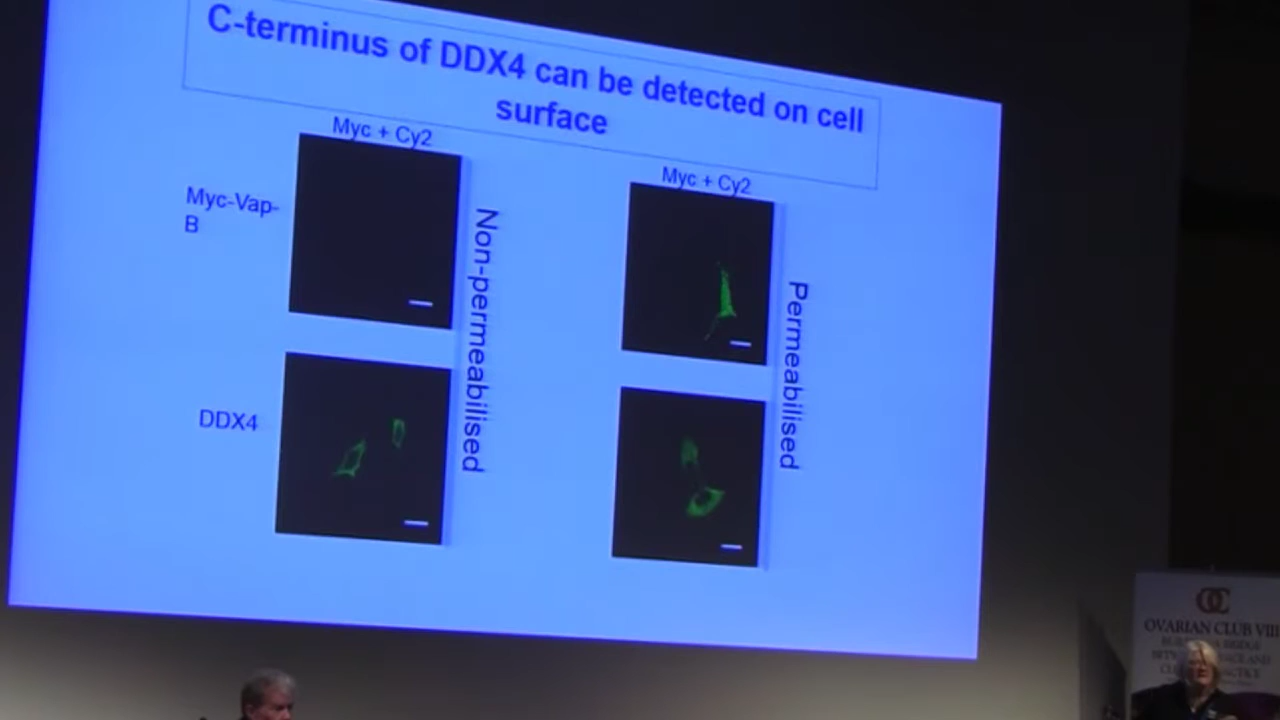 C-terminus of DDX4 can be detected on cell
surface
Myc + Cy2
Myc + Cy2
Myc-Vap-
B
Non-permeabilised
Permeabilised
DDX4
OC
OVARIAN CLUB VIII